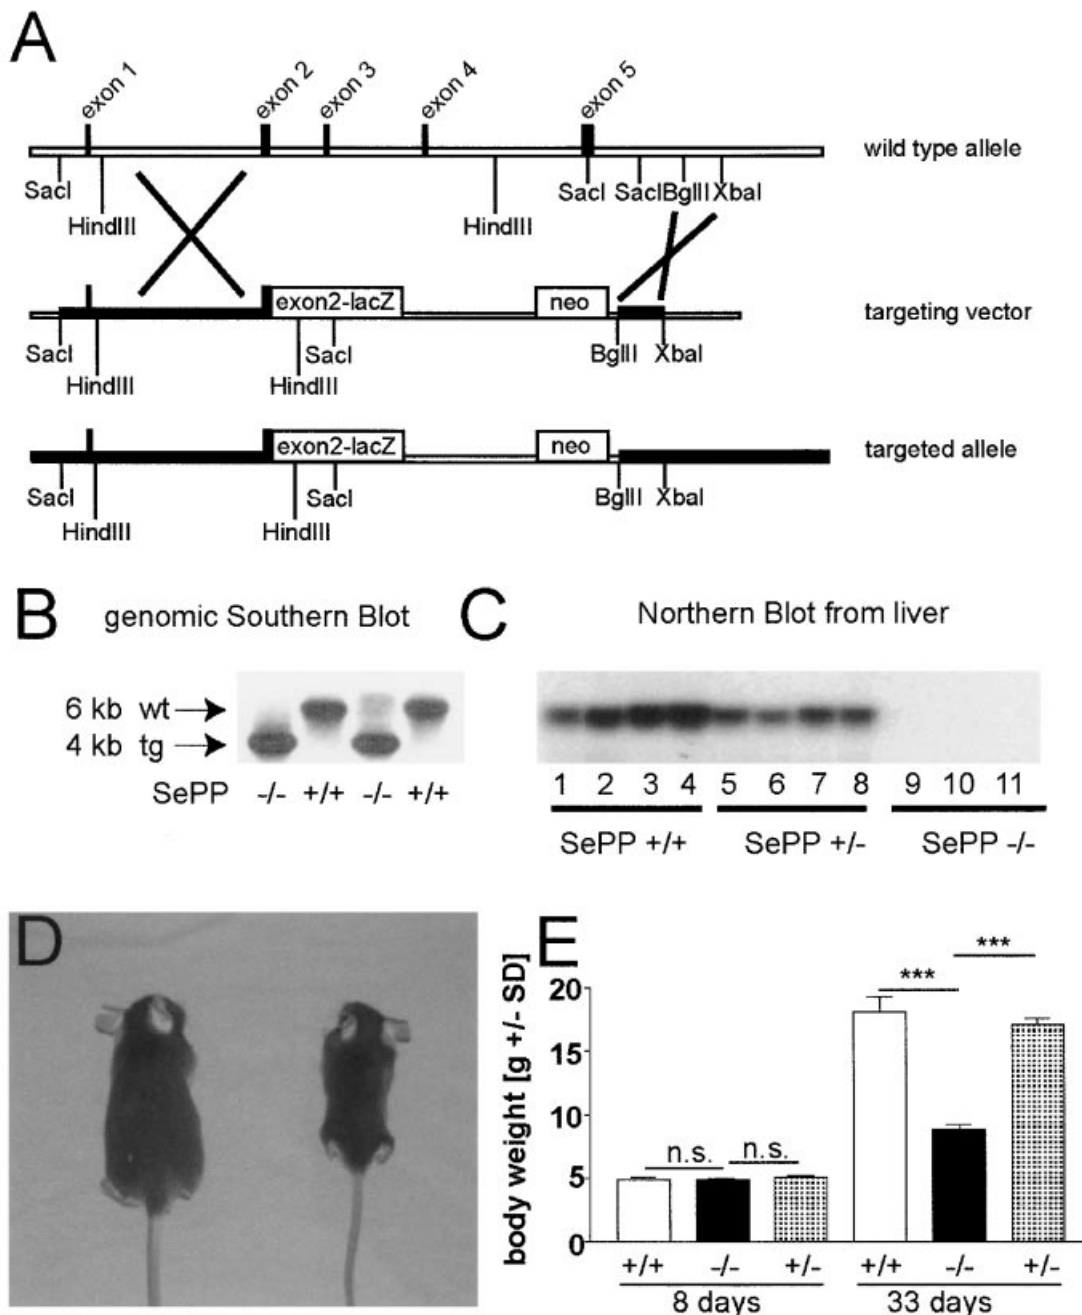 A
exon 1 exon 2 exon 3 exon 4 exon 5
wild type allele
SacI SacI SacI BglII XbaI
HindIII HindIII
exon2-lacZ neo
targeting vector
SacI SacI BglII XbaI
HindIII HindIII
exon2-lacZ neo
targeted allele
SacI SacI BglII XbaI
HindIII HindIII
B genomic Southern Blot
6 kb wt
4 kb tg
SePP -/- +/+ -/- +/+
C Northern Blot from liver
1 2 3 4 5 6 7 8 9 10 11
SePP +/+ SePP +/- SePP -/-
D
E
body weight [g +/- SD]
*** ***
20
15
10
5
0
n.s. n.s.
+/+ -/- +/- +/+ -/- +/-
8 days 33 days